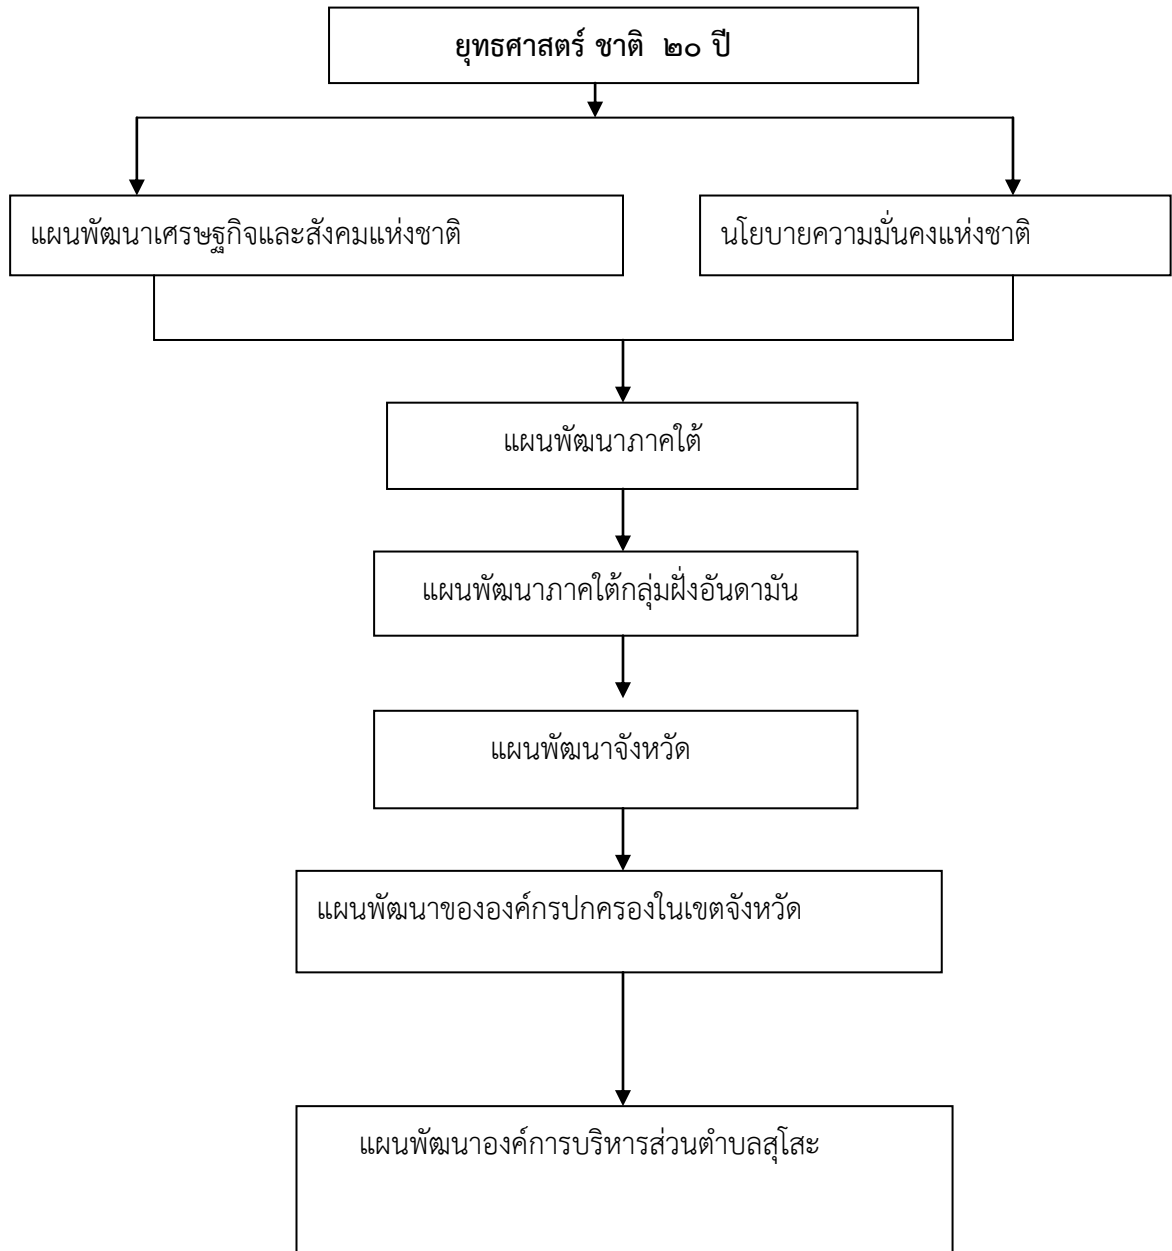 ยุทธศาสตร์ ชาติ ๒๐ ปี
แผนพัฒนาเศรษฐกิจและสังคมแห่งชาติ
นโยบายความมั่นคงแห่งชาติ
แผนพัฒนาภาคใต้
แผนพัฒนาภาคใต้กลุ่มฝั่งอันดามัน
แผนพัฒนาจังหวัด
แผนพัฒนาขององค์กรปกครองในเขตจังหวัด
แผนพัฒนาองค์การบริหารส่วนตำบลสุโสะ